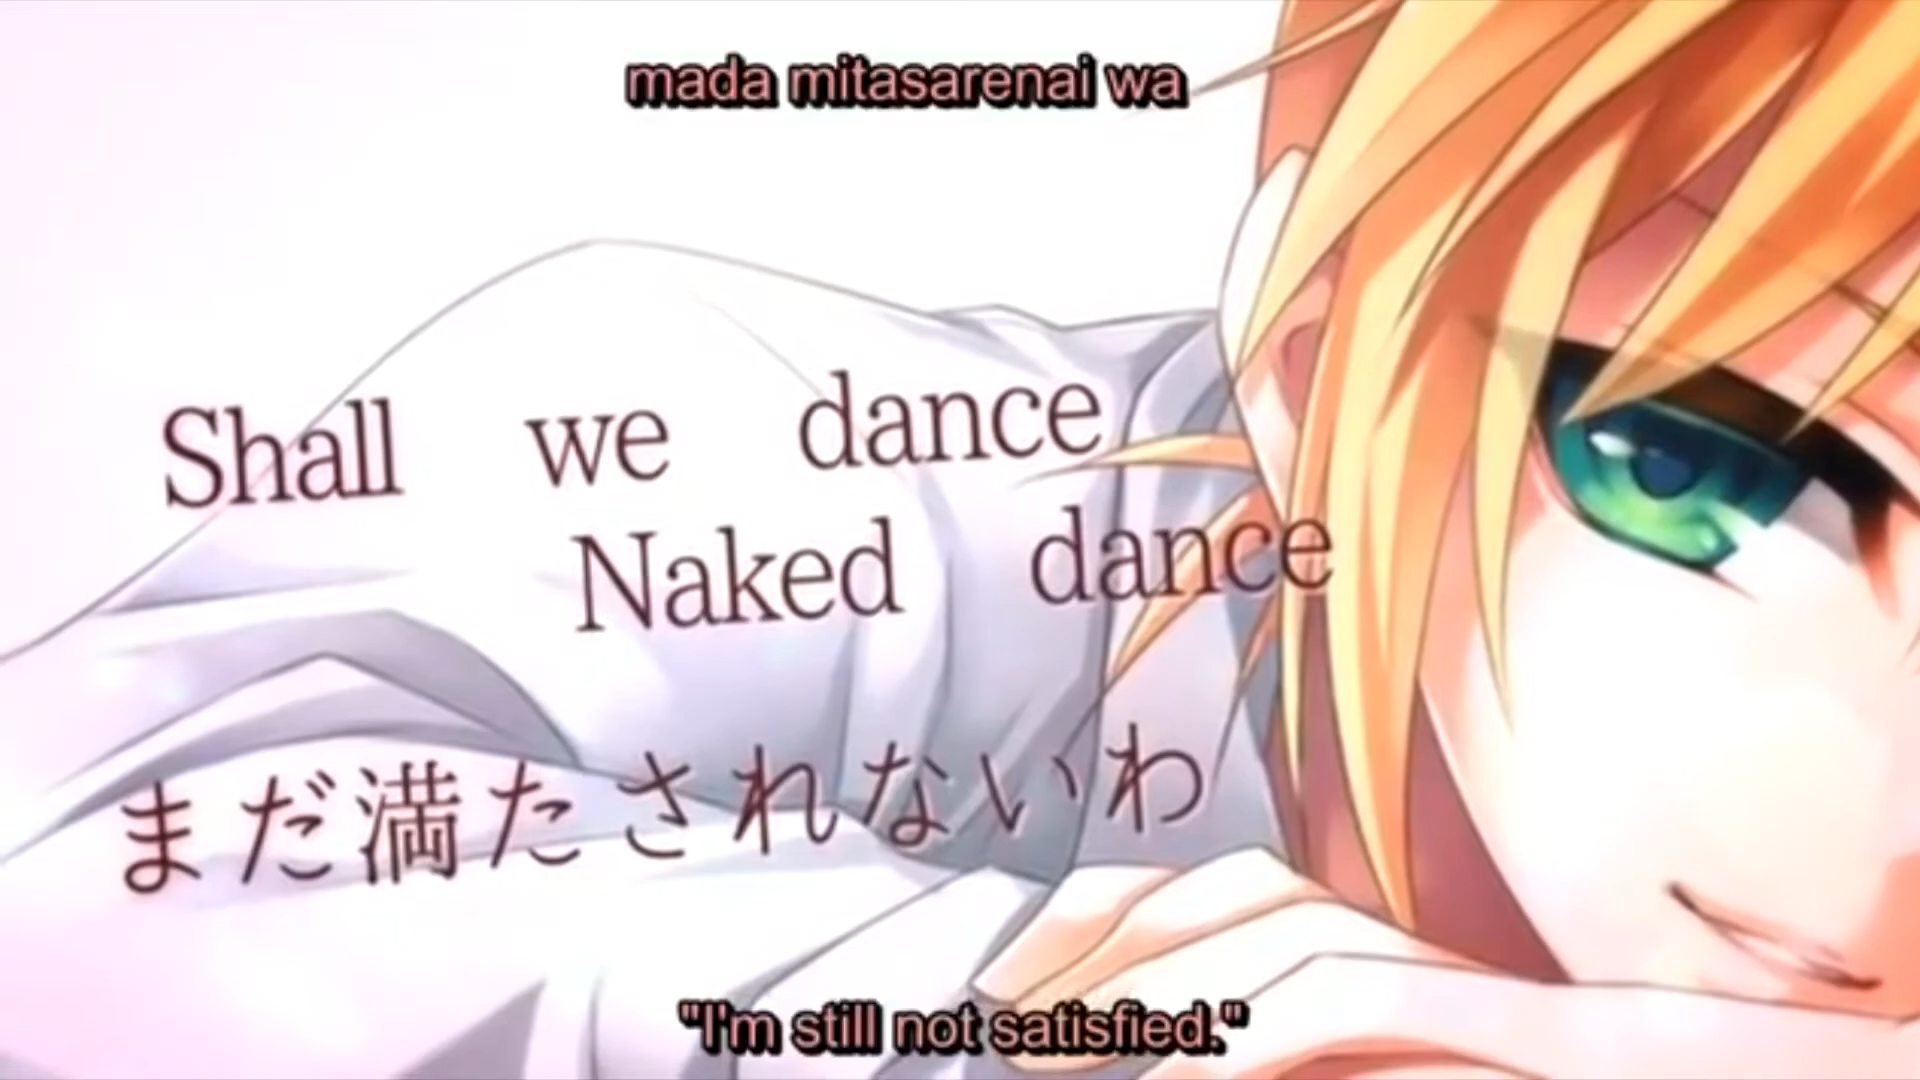 mada mitasarenai wa
Shall we dance
Naked dance
まだ満たされないわ
"I'm still not satisfied."